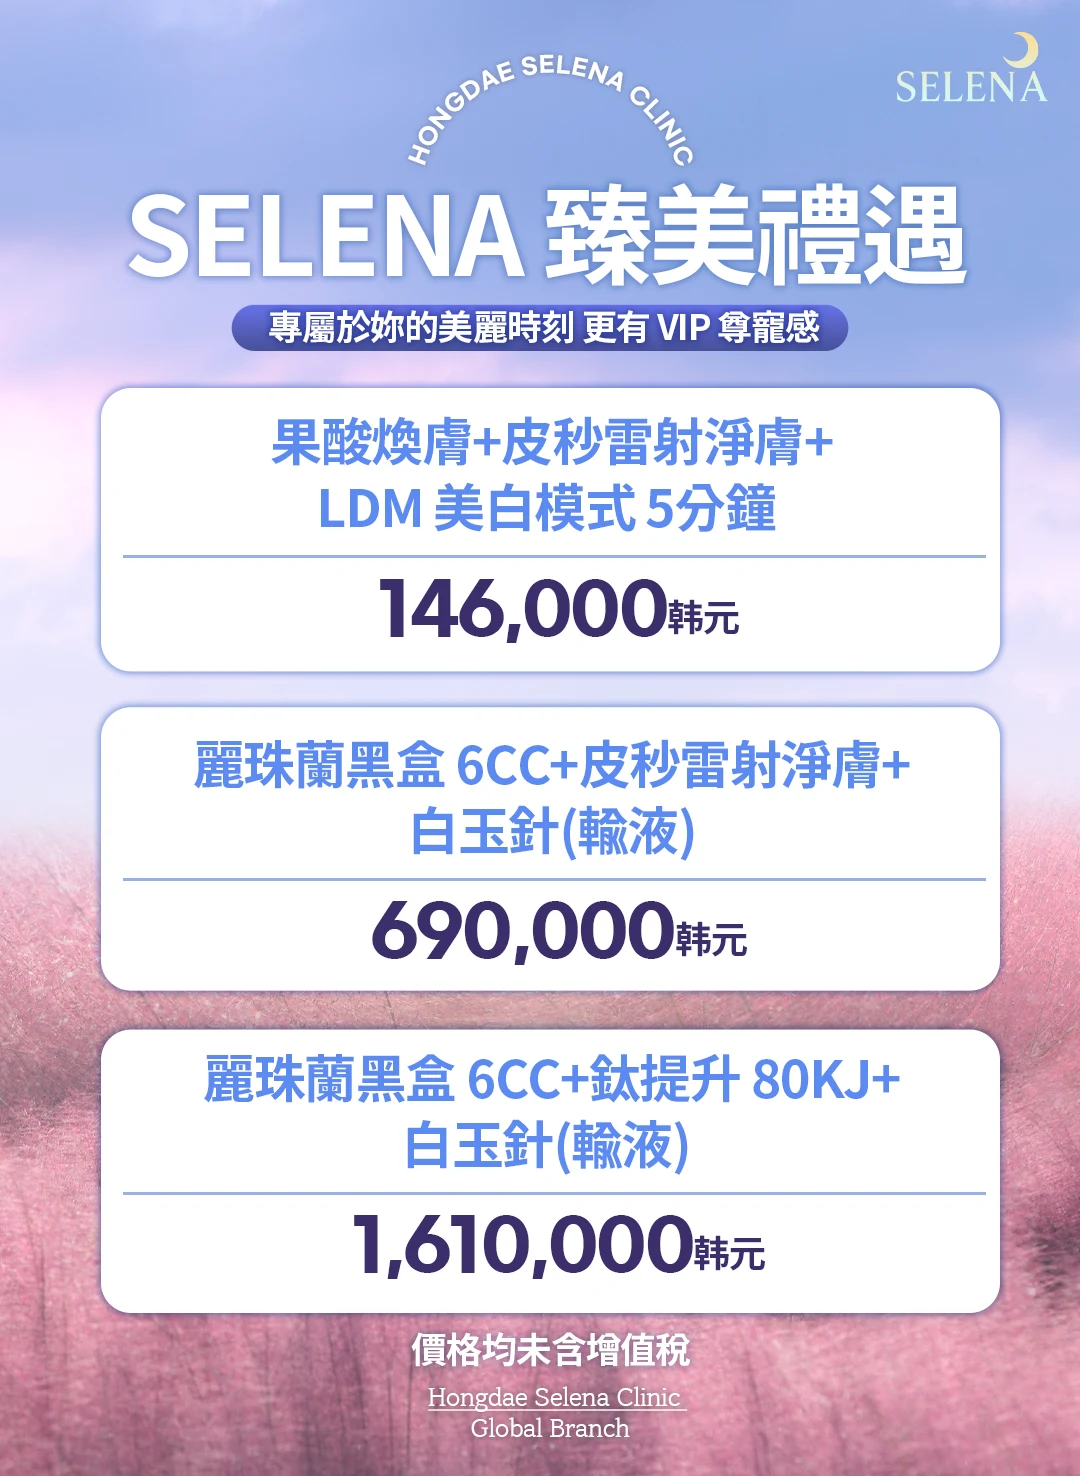 HONGDAE SELENA CLINIC
SELENA
SELENA 臻美禮遇
專屬於妳的美麗時刻 更有 VIP 尊寵感
果酸煥膚+皮秒雷射淨膚+
LDM 美白模式 5分鐘
146,000韩元
麗珠蘭黑盒 6CC+皮秒雷射淨膚+
白玉針(輸液)
690,000韩元
麗珠蘭黑盒 6CC+鈦提升 80KJ+
白玉針(輸液)
1,610,000韩元
價格均未含增值稅
Hongdae Selena Clinic
Global Branch